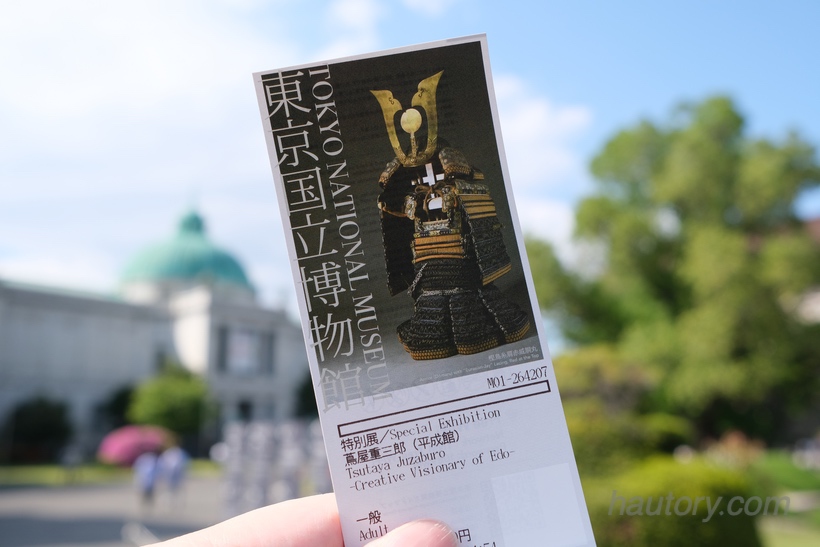 東京国立博物館
TOKYO NATIONAL MUSEUM
M01-264207
特別展/Special Exhibition
蔦屋重三郎 (平成館)
Tsutaya Juzaburo
-Creative Visionary of Edo-
一般
Adult
円
hautory.com